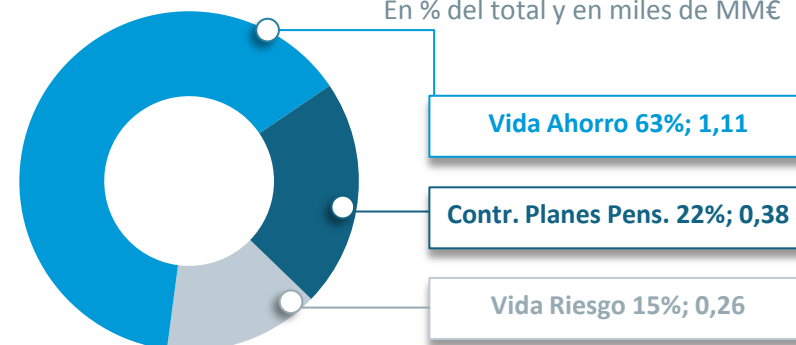 En % del total y en miles de MM€
Vida Ahorro 63%; 1,11
Contr. Planes Pens. 22%; 0,38
Vida Riesgo 15%; 0,26